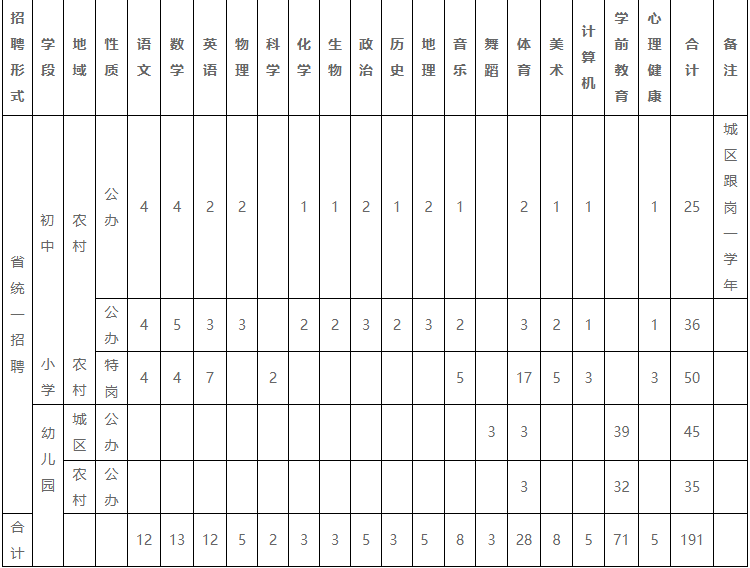 招聘形式 学段 地域 性质 语文 数学 英语 物理 科学 化学 生物 政治 历史 地理 音乐 舞蹈 体育 美术 计算机 学前教育 心理健康 合计 备注
省统一招聘 初中 农村 公办 4 4 2 2 1 1 2 1 2 1 2 1 1 1 25 城区跟岗一学年
公办 4 5 3 3 2 2 3 2 3 2 3 2 1 1 36
小学 农村 特岗 4 4 7 2 5 17 5 3 3 50
幼儿园 城区 公办 3 3 39 45
农村 公办 3 32 35
合计 12 13 12 5 2 3 3 5 3 5 8 3 28 8 5 71 5 191